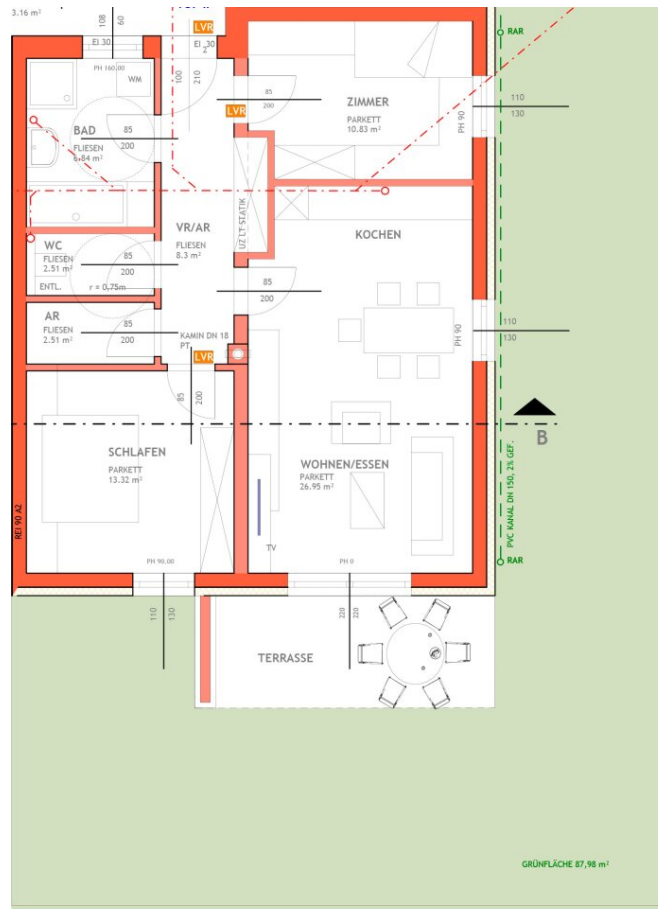 3.16 m²
108
60
LVR
EI 30
EI 30
2
PH 160.00
WM
100
210
RAR
85
200
LVR
ZIMMER
PARKETT
10.83 m²
PH 90
110
130
BAD
FLIESEN
6.84 m²
85
200
UZ LT STATIK
VR/AR
FLIESEN
8.3 m²
KOCHEN
WC
FLIESEN
2.51 m²
ENTL.
r = 0,75m
85
200
85
200
AR
FLIESEN
2.51 m²
85
200
KAMIN DN 18
PT
LVR
PH 90
110
130
85
200
B
SCHLAFEN
PARKETT
13.32 m²
WOHNEN/ESSEN
PARKETT
26.95 m²
PVC KANAL DN 150, 2% GEF.
REI 90 A2
TV
PH 90.00
PH 0
RAR
110
130
220
220
TERRASSE
GRÜNFLÄCHE 87,98 m²